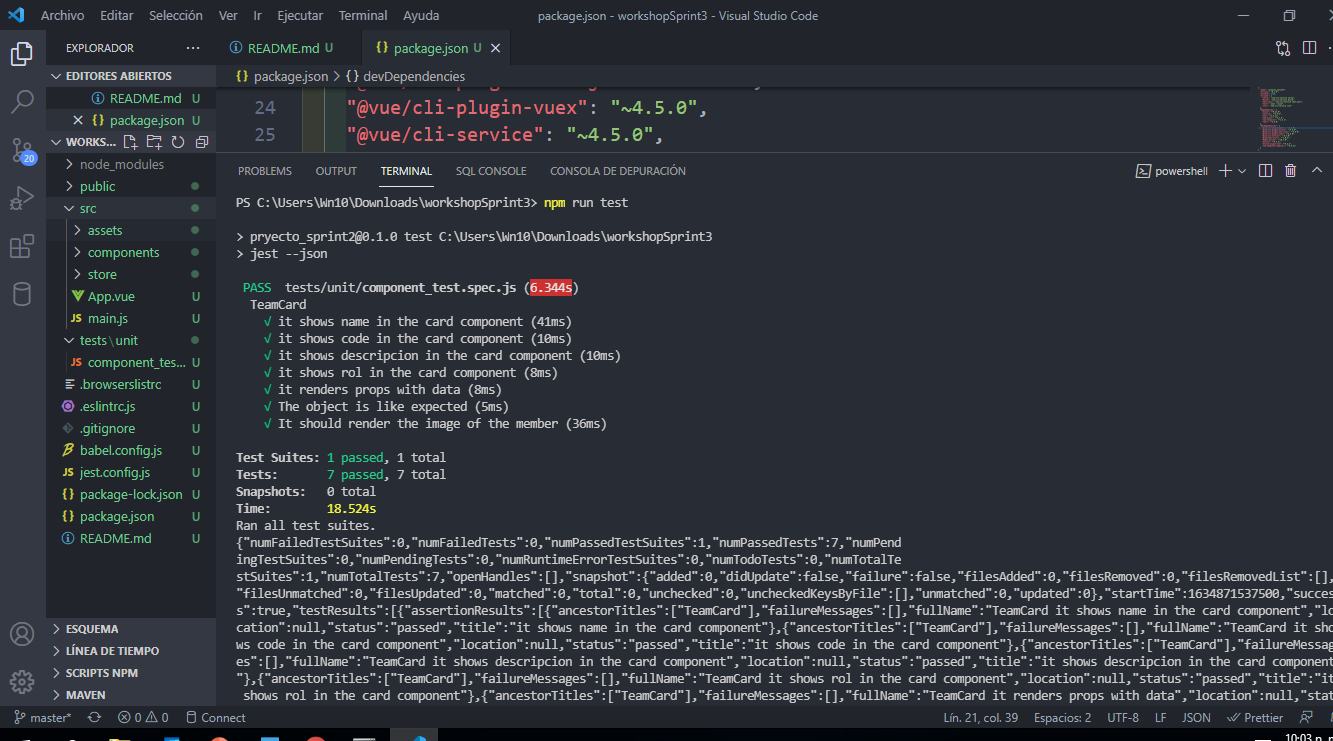 Archivo Editar Selección Ver Ir Ejecutar Terminal Ayuda package.json - workshopSprint3 - Visual Studio Code
EXPLORADOR
README.md U
{} package.json U
EDITORES ABIERTOS
README.md U
{} package.json U
WORKS...
node_modules
public
src
assets
components
store
App.vue U
JS main.js U
tests\unit
JS component_tes... U
.browserslistrc U
.eslintrc.js U
.gitignore U
babel.config.js U
JS jest.config.js U
{} package-lock.json U
{} package.json U
README.md U
ESQUEMA
LÍNEA DE TIEMPO
SCRIPTS NPM
MAVEN
20
{} package.json > {} devDependencies
24 "@vue/cli-plugin-vuex": "~4.5.0",
25 "@vue/cli-service": "~4.5.0",
PROBLEMS OUTPUT TERMINAL SQL CONSOLE CONSOLA DE DEPURACIÓN powershell
PS C:\Users\Wn10\Downloads\workshopSprint3> npm run test
> pryecto_sprint2@0.1.0 test C:\Users\Wn10\Downloads\workshopSprint3
> jest --json
PASS tests/unit/component_test.spec.js (6.344s)
TeamCard
√ it shows name in the card component (41ms)
√ it shows code in the card component (10ms)
√ it shows descripcion in the card component (10ms)
√ it shows rol in the card component (8ms)
√ it renders props with data (8ms)
√ The object is like expected (5ms)
√ It should render the image of the member (36ms)
Test Suites: 1 passed, 1 total
Tests: 7 passed, 7 total
Snapshots: 0 total
Time: 18.524s
Ran all test suites.
{"numFailedTestSuites":0,"numFailedTests":0,"numPassedTestSuites":1,"numPassedTests":7,"numPend
ingTestSuites":0,"numPendingTests":0,"numRuntimeErrorTestSuites":0,"numTodoTests":0,"numTotalTe
stSuites":1,"numTotalTests":7,"openHandles":[],"snapshot":{"added":0,"didUpdate":false,"failure":false,"filesAdded":0,"filesRemoved":0,"filesRemovedList":[],
"filesUnmatched":0,"filesUpdated":0,"matched":0,"total":0,"unchecked":0,"uncheckedKeysByFile":[],"unmatched":0,"updated":0},"startTime":1634871537500,"succes
s":true,"testResults":[{"assertionResults":[{"ancestorTitles":["TeamCard"],"failureMessages":[],"fullName":"TeamCard it shows name in the card component","lo
cation":null,"status":"passed","title":"it shows name in the card component"},{"ancestorTitles":["TeamCard"],"failureMessages":[],"fullName":"TeamCard it sho
ws code in the card component","location":null,"status":"passed","title":"it shows code in the card component"},{"ancestorTitles":["TeamCard"],"failureMessag
es":[],"fullName":"TeamCard it shows descripcion in the card component","location":null,"status":"passed","title":"it shows descripcion in the card component
"},{"ancestorTitles":["TeamCard"],"failureMessages":[],"fullName":"TeamCard it shows rol in the card component","location":null,"status":"passed","title":"it
shows rol in the card component"},{"ancestorTitles":["TeamCard"],"failureMessages":[],"fullName":"TeamCard it renders props with data","location":null,"stat
master* 0 0 Connect Lín. 21, col. 39 Espacios: 2 UTF-8 LF JSON Prettier
10:03 p.